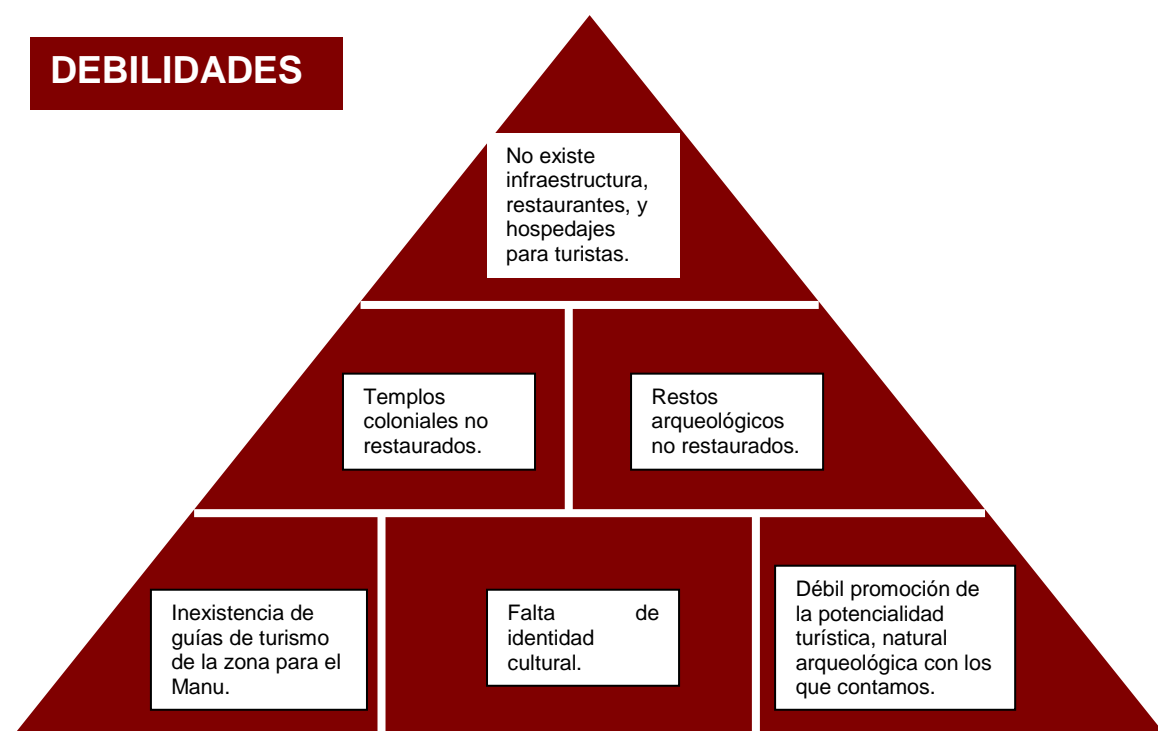 DEBILIDADES
No existe
infraestructura,
restaurantes, y
hospedajes
para turistas.
Templos
coloniales no
restaurados.
Restos
arqueológicos
no restaurados.
Inexistencia de
guías de turismo
de la zona para el
Manu.
Falta de
identidad
cultural.
Débil promoción de
la potencialidad
turística, natural
arqueológica con los
que contamos.